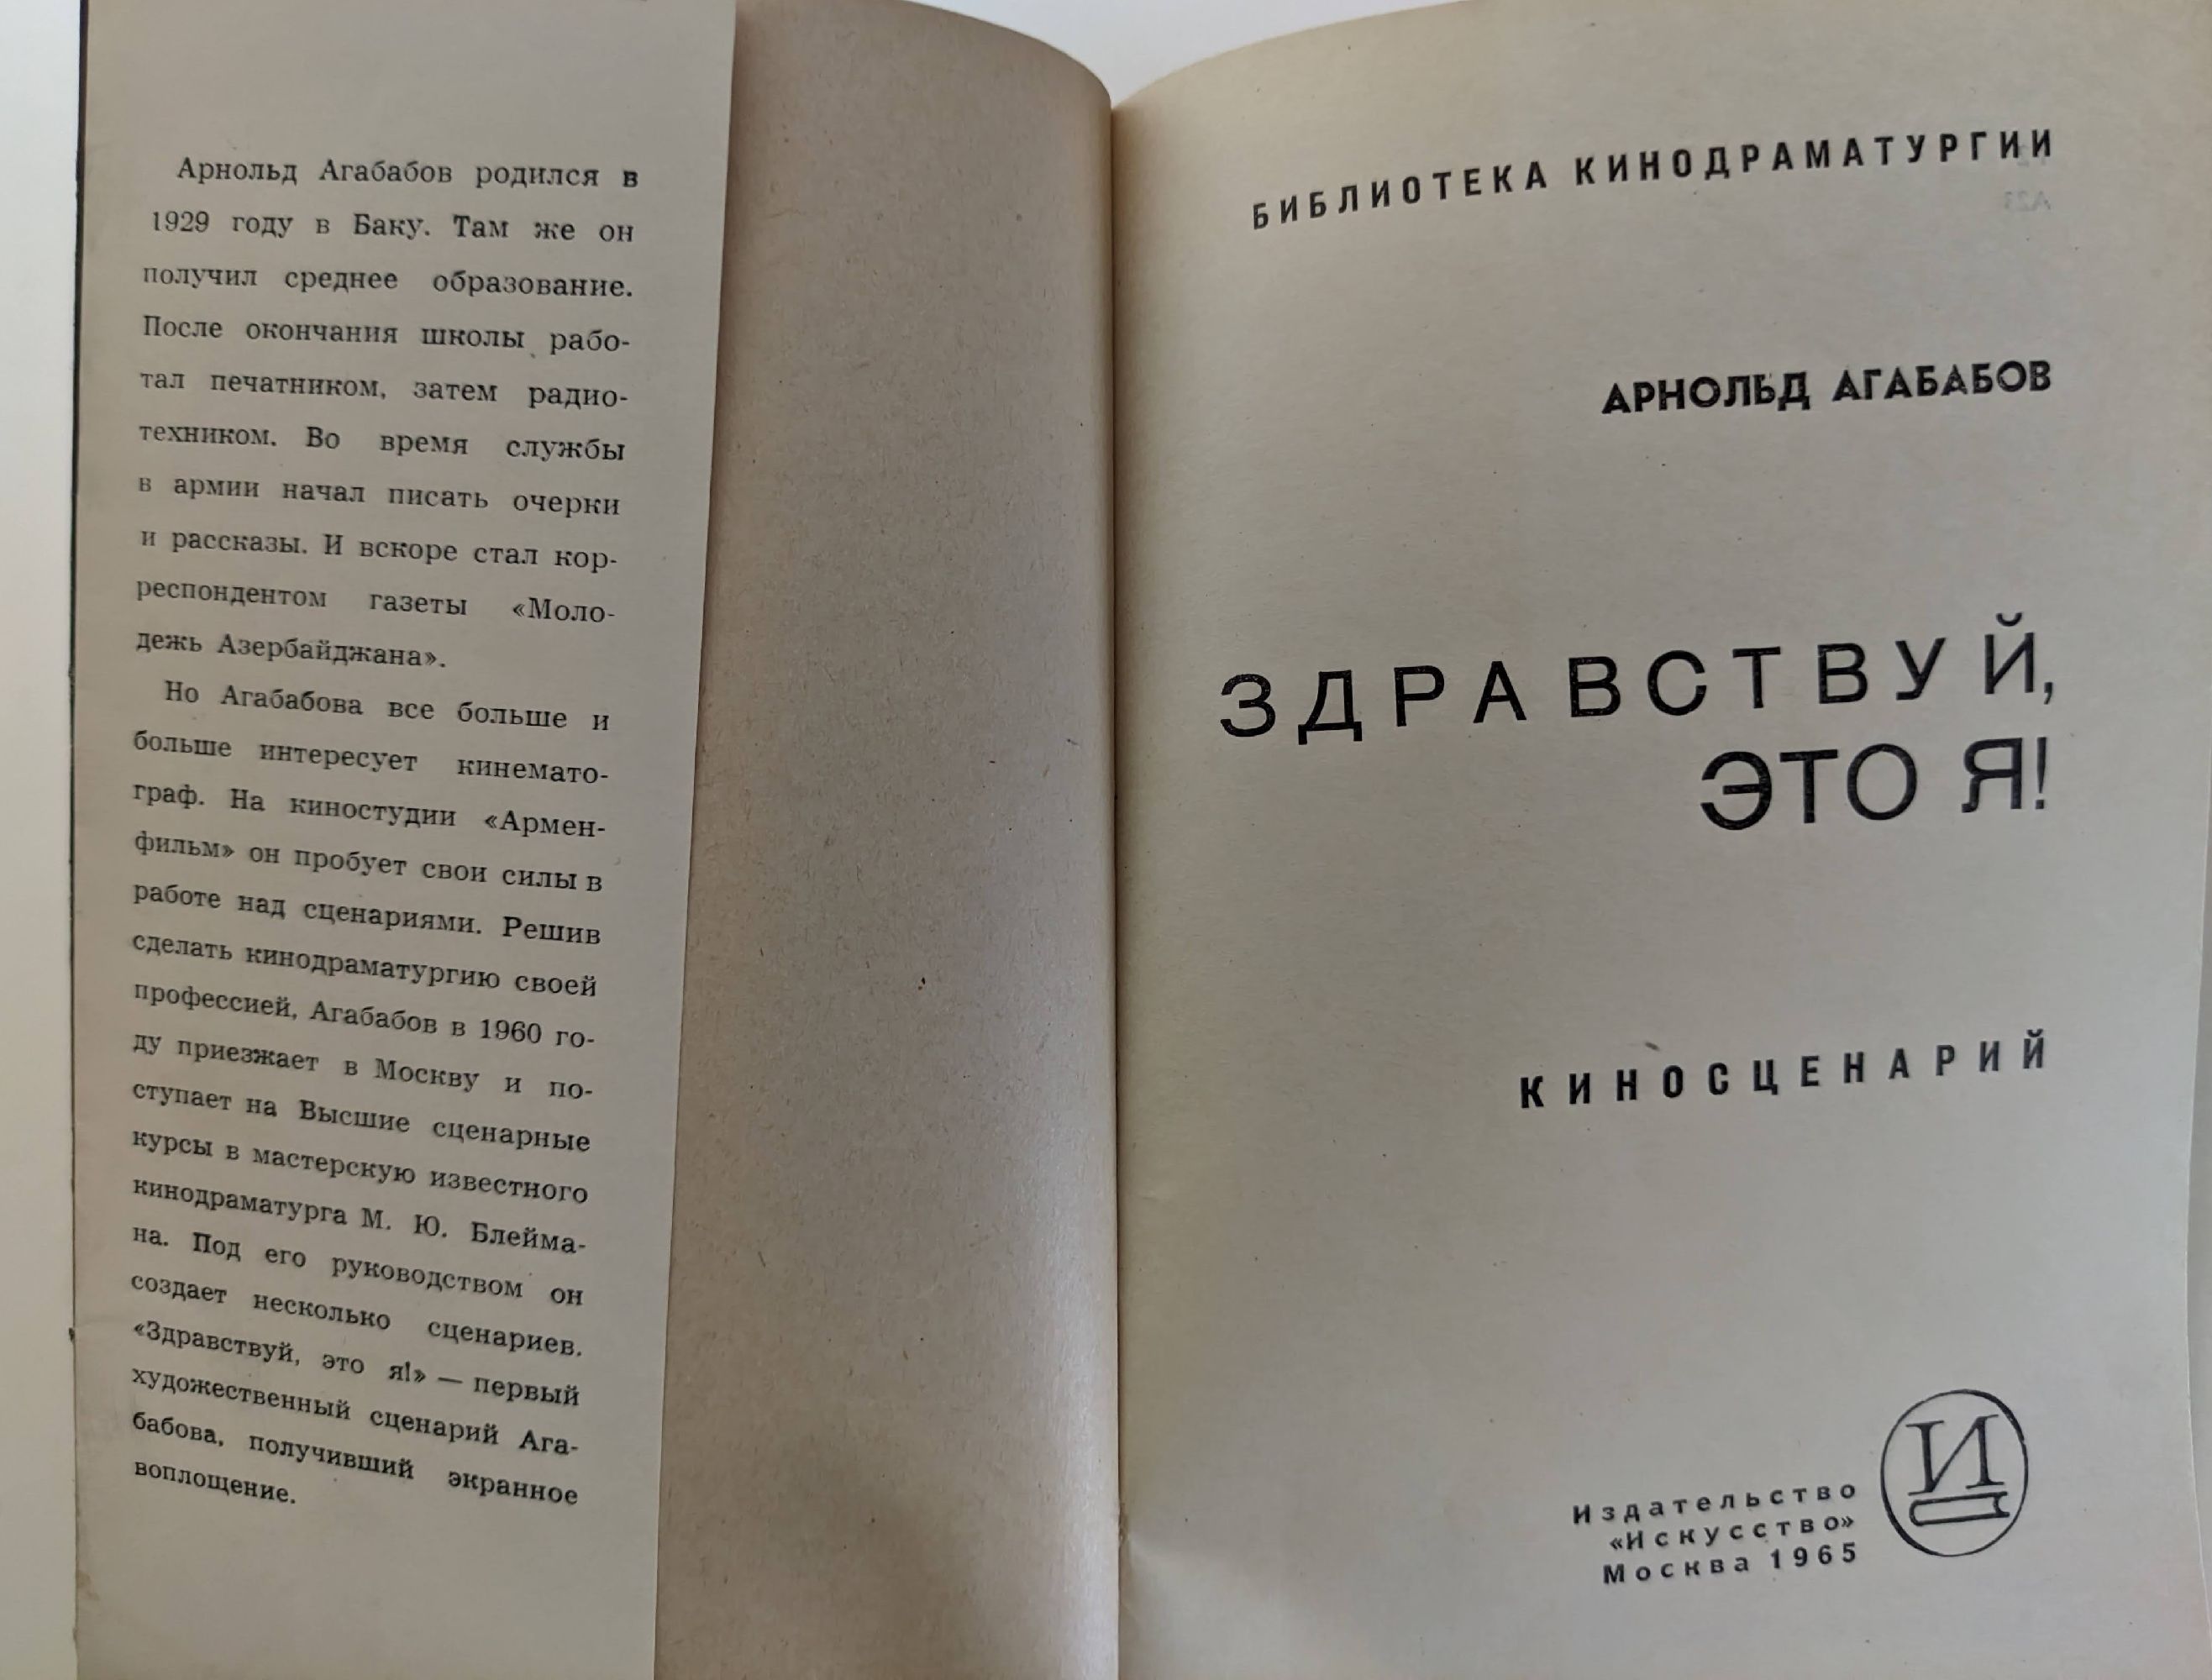 Арнольд Агабабов родился в
1929 году в Баку. Там же он
получил среднее образование.
После окончания школы рабо-
тал печатником, затем радио-
техником. Во время службы
в армии начал писать очерки
и рассказы. И вскоре стал кор-
респондентом газеты «Моло-
дежь Азербайджана».
Но Агабабова все больше и
больше интересует кинемато-
граф. На киностудии «Армен-
фильм» он пробует свои силы в
работе над сценариями. Решив
сделать кинодраматургию своей
профессией, Агабабов в 1960 го-
ду приезжает в Москву и по-
ступает на Высшие сценарные
курсы в мастерскую известного
кинодраматурга М. Ю. Блейма-
на. Под его руководством он
создает несколько сценариев.
«Здравствуй, это я!» — первый
художественный сценарий Ага-
бабова, получивший экранное
воплощение.
БИБЛИОТЕКА КИНОДРАМАТУРГИИ
АРНОЛЬД АГАБАБОВ
ЗДРАВСТВУЙ,
ЭТО Я!
КИНОСЦЕНАРИЙ
И
Издательство
«Искусство»
Москва 1965